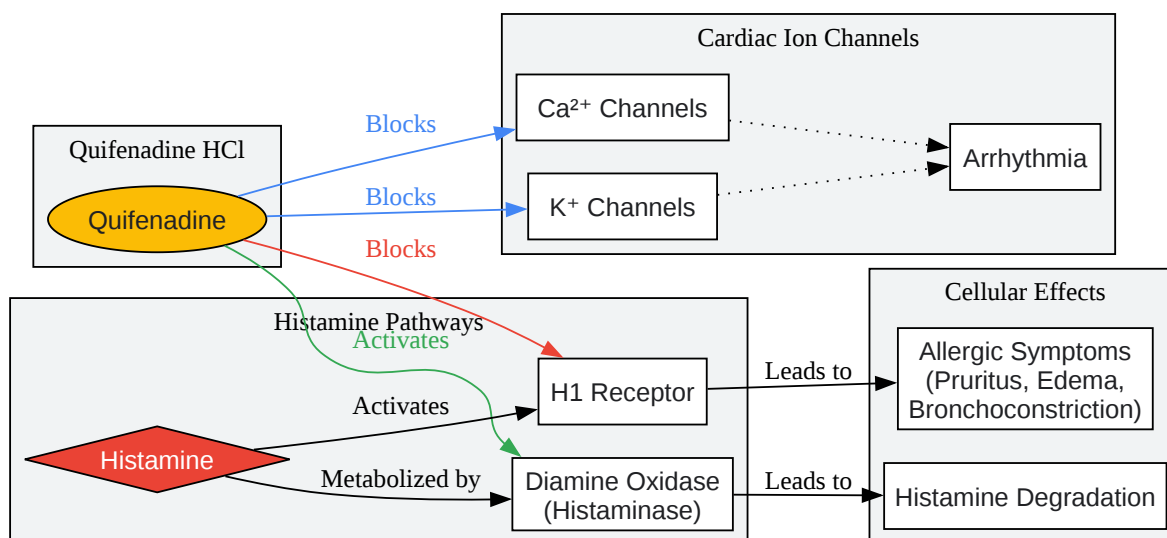 Cardiac Ion Channels
Ca²⁺ Channels
Blocks
Quifenadine HCl
Arrhythmia
Blocks
K⁺ Channels
Quifenadine
Blocks
Cellular Effects
Histamine Pathways
Activates
Allergic Symptoms
(Pruritus, Edema,
Bronchoconstriction)
Leads to
H1 Receptor
Activates
Histamine
Metabolized by
Diamine Oxidase
(Histaminase)
Leads to
Histamine Degradation